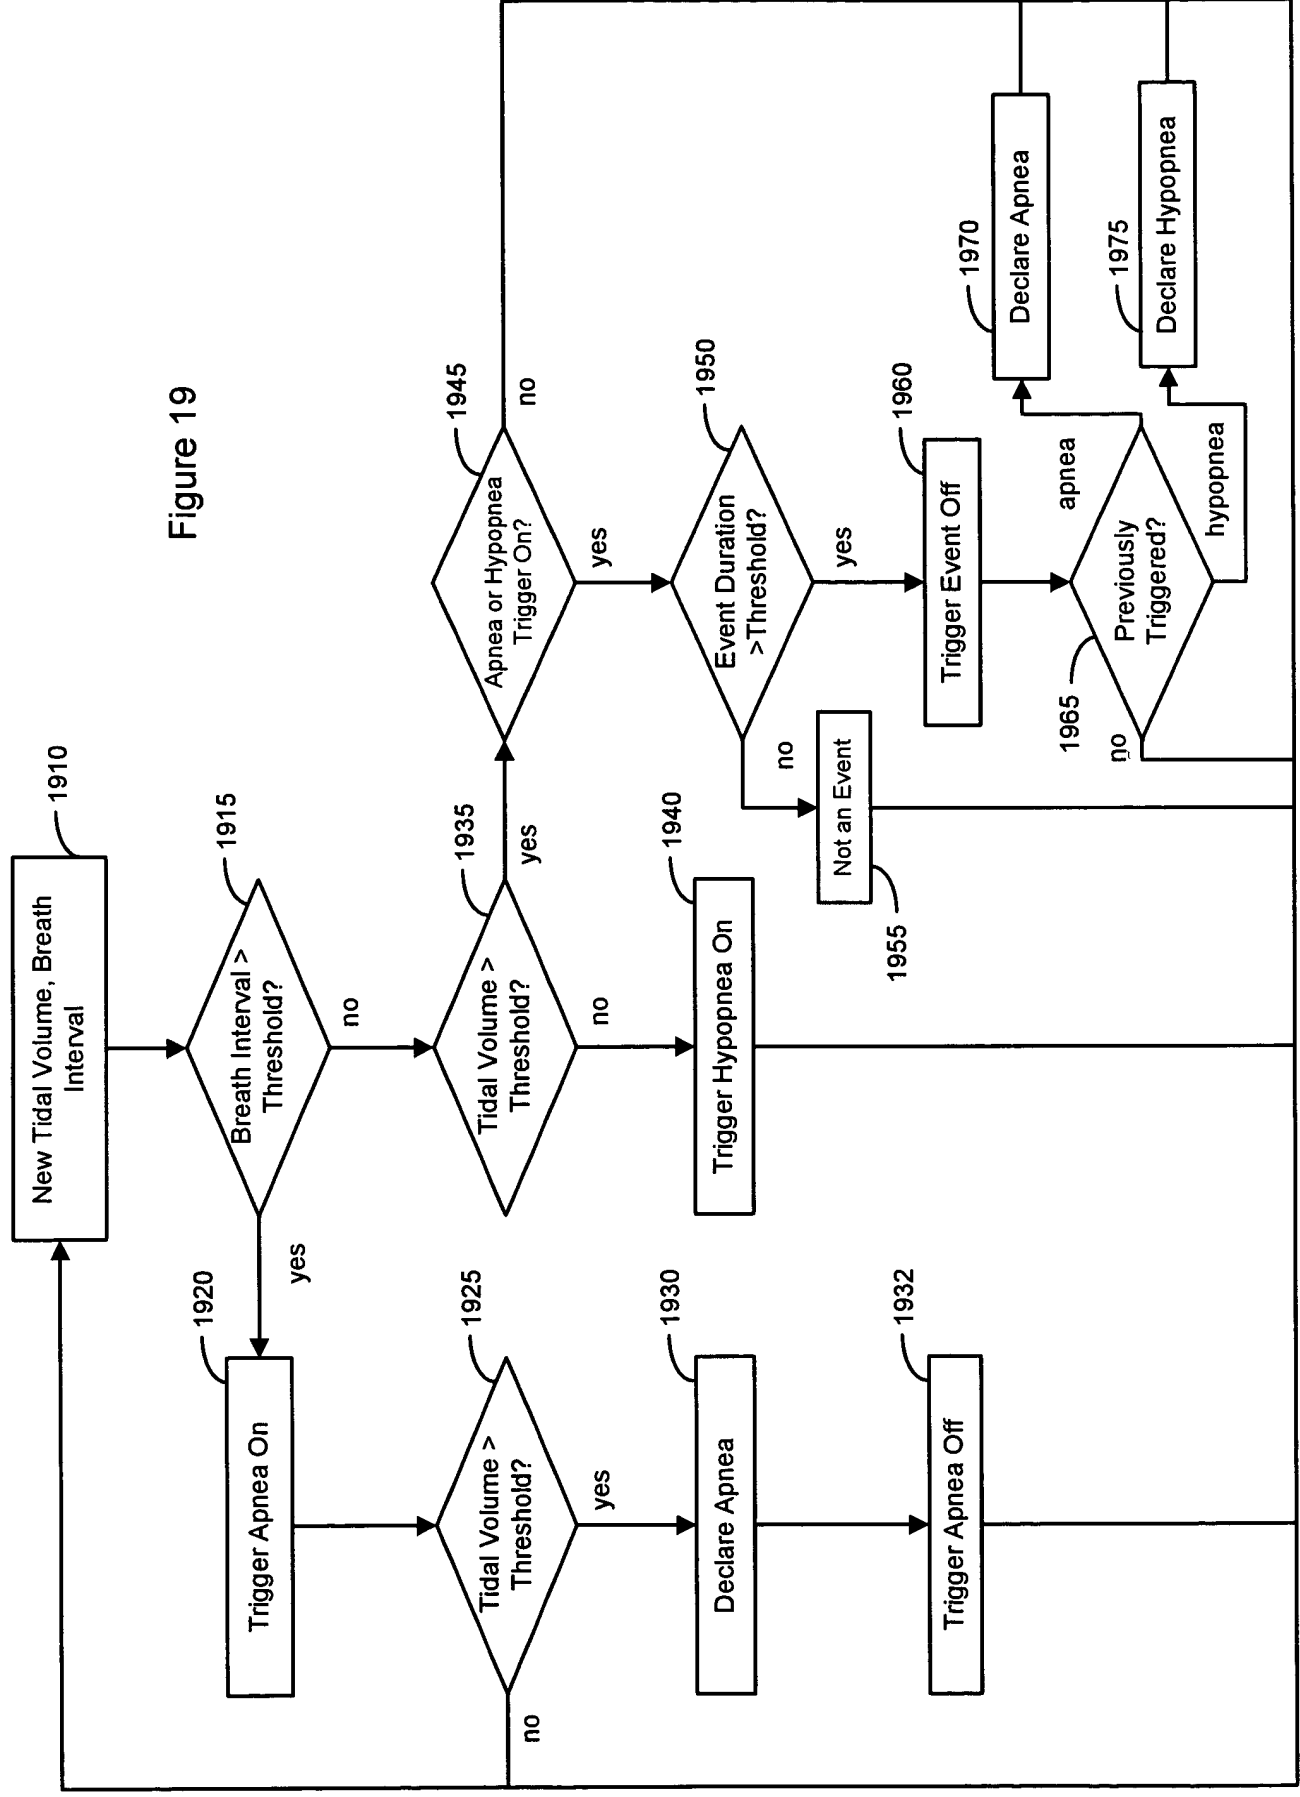 Figure 19
1910
New Tidal Volume, Breath
Interval
1915
Breath Interval >
Threshold?
yes
no
1920
Trigger Apnea On
1925
Tidal Volume >
Threshold?
no
yes
1930
Declare Apnea
1932
Trigger Apnea Off
1935
Tidal Volume >
Threshold?
yes
no
1940
Trigger Hypopnea On
1945
Apnea or Hypopnea
Trigger On?
no
yes
1950
Event Duration
>Threshold?
no
yes
1955
Not an Event
1960
Trigger Event Off
1965
Previously
Triggered?
no
apnea
hypopnea
1970
Declare Apnea
1975
Declare Hypopnea